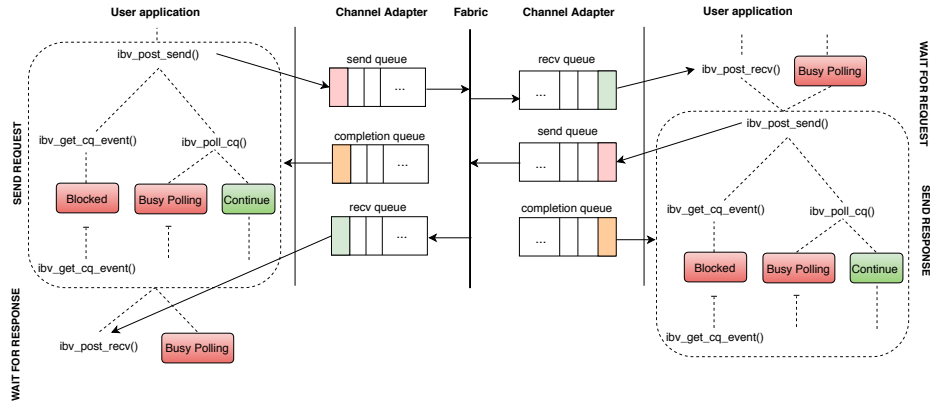 User application
Channel Adapter
Fabric
Channel Adapter
User application
ibv_post_send()
send queue
...
recv queue
...
ibv_post_recv()
Busy Polling
WAIT FOR REQUEST
SEND REQUEST
ibv_get_cq_event()
ibv_poll_cq()
Blocked
Busy Polling
Continue
ibv_get_cq_event()
completion queue
...
send queue
...
ibv_post_send()
recv queue
...
completion queue
...
ibv_get_cq_event()
ibv_poll_cq()
Blocked
Busy Polling
Continue
ibv_get_cq_event()
SEND RESPONSE
WAIT FOR RESPONSE
ibv_post_recv()
Busy Polling